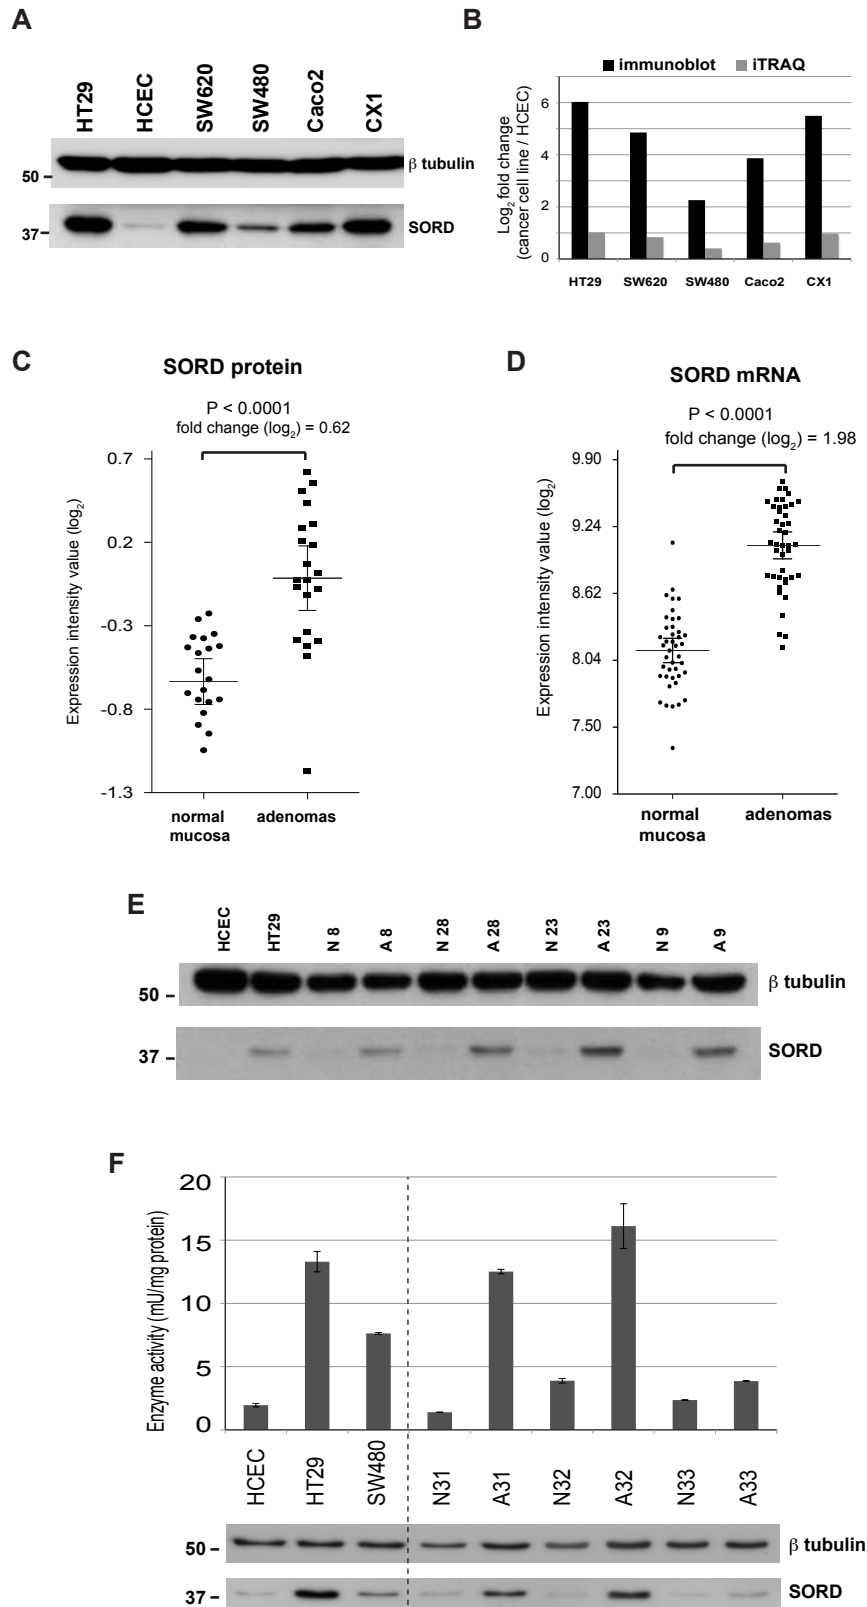 A
HT29
HCEC
SW620
SW480
Caco2
CX1
β tubulin
50
37
SORD
B
immunoblot iTRAQ
Log2 fold change
(cancer cell line / HCEC)
6
4
2
0
HT29 SW620 SW480 Caco2 CX1
C
SORD protein
P < 0.0001
fold change (log2) = 0.62
Expression intensity value (log2)
0.7
0.2
-0.3
-0.8
-1.3
normal
mucosa
adenomas
D
SORD mRNA
P < 0.0001
fold change (log2) = 1.98
Expression intensity value (log2)
9.90
9.24
8.62
8.04
7.50
7.00
normal
mucosa
adenomas
E
HCEC
HT29
N 8
A 8
N 28
A 28
N 23
A 23
N 9
A 9
50
β tubulin
37
SORD
F
Enzyme activity (mU/mg protein)
20
15
10
5
0
HCEC
HT29
SW480
N31
A31
N32
A32
N33
A33
50
β tubulin
37
SORD